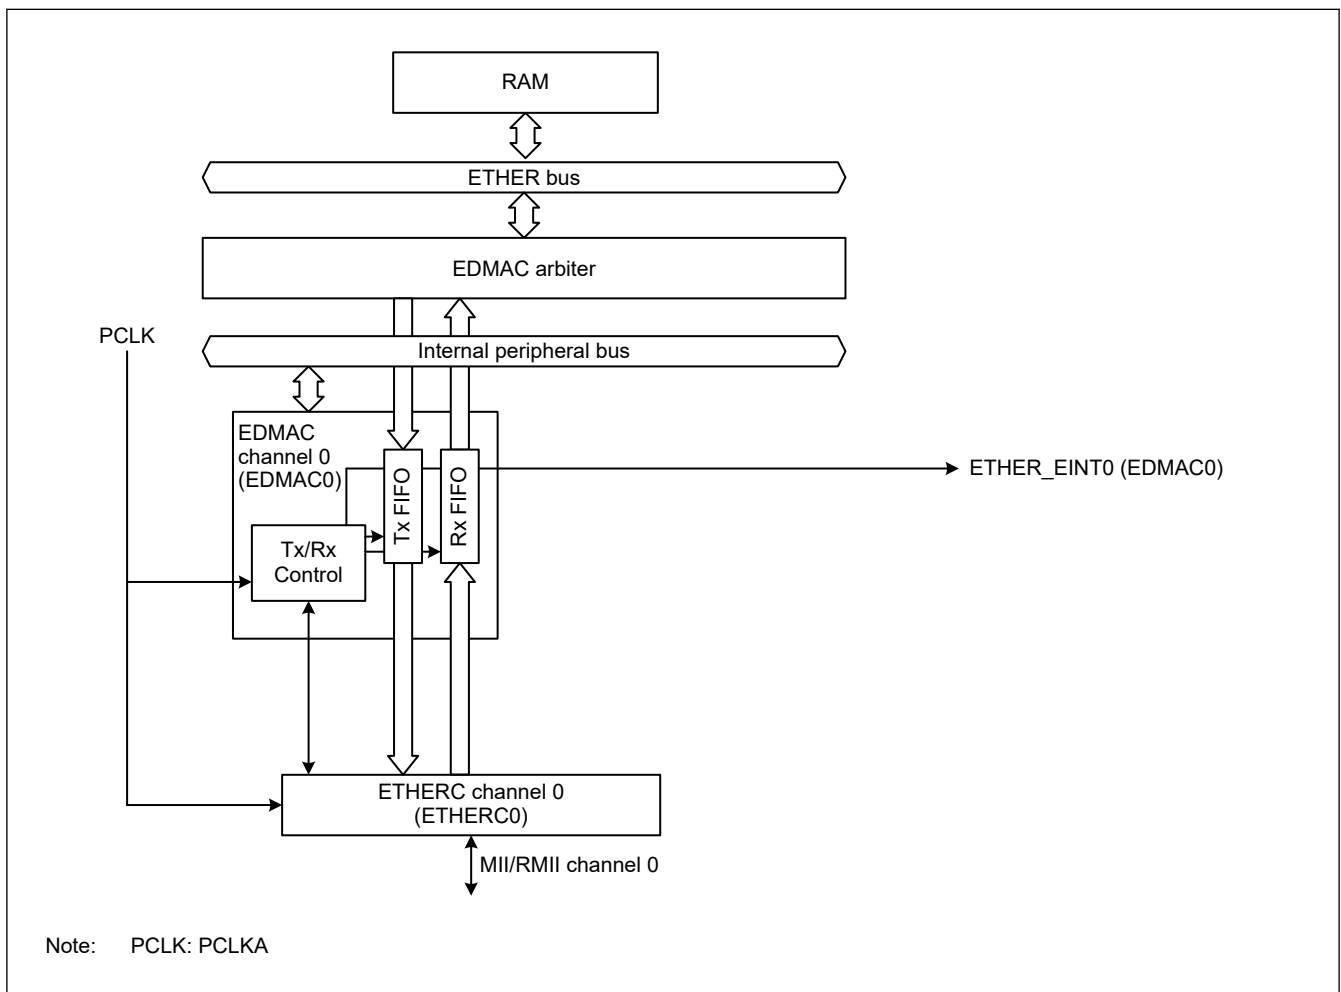 RAM
ETHER bus
EDMAC arbiter
PCLK
Internal peripheral bus
EDMAC
channel 0
(EDMAC0)
Tx FIFO
Rx FIFO
ETHER_EINT0 (EDMAC0)
Tx/Rx
Control
ETHERC channel 0
(ETHERC0)
MII/RMII channel 0
Note: PCLK: PCLKA